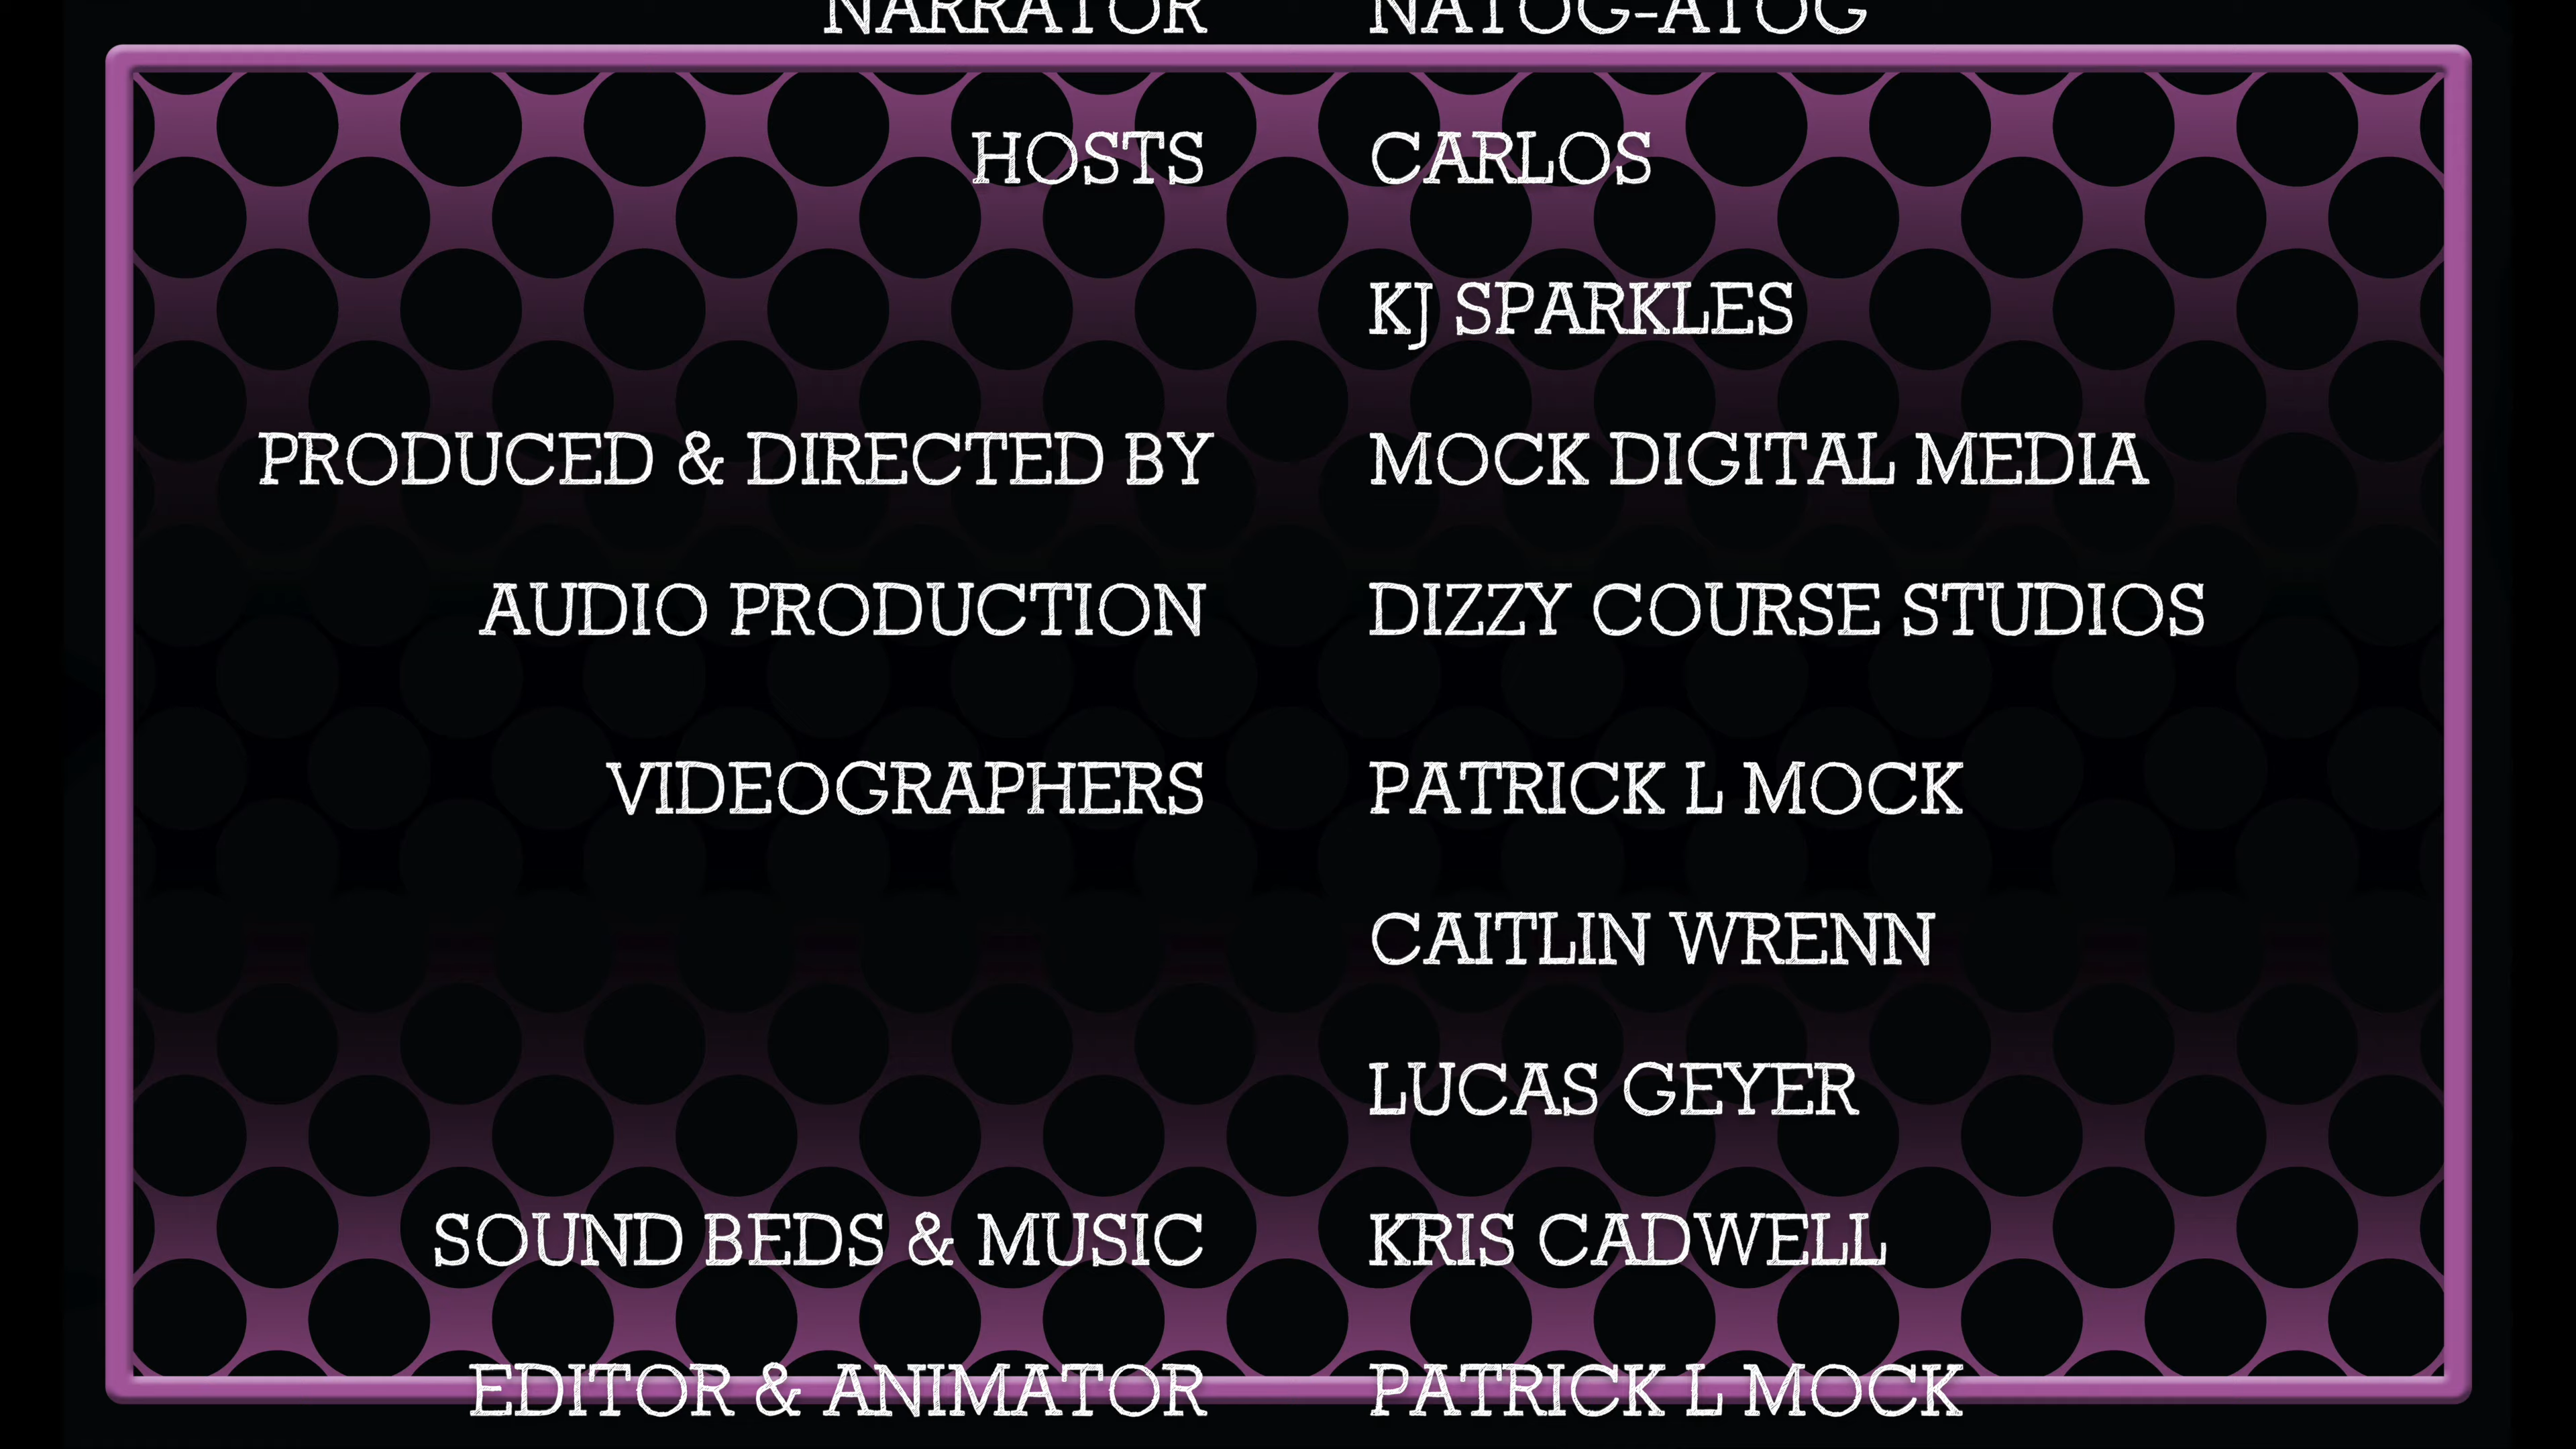 NARRATOR NATOG-ATOG
HOSTS CARLOS
KJ SPARKLES
PRODUCED & DIRECTED BY MOCK DIGITAL MEDIA
AUDIO PRODUCTION DIZZY COURSE STUDIOS
VIDEOGRAPHERS PATRICK L MOCK
CAITLIN WRENN
LUCAS GEYER
SOUND BEDS & MUSIC KRIS CADWELL
EDITOR & ANIMATOR PATRICK L MOCK